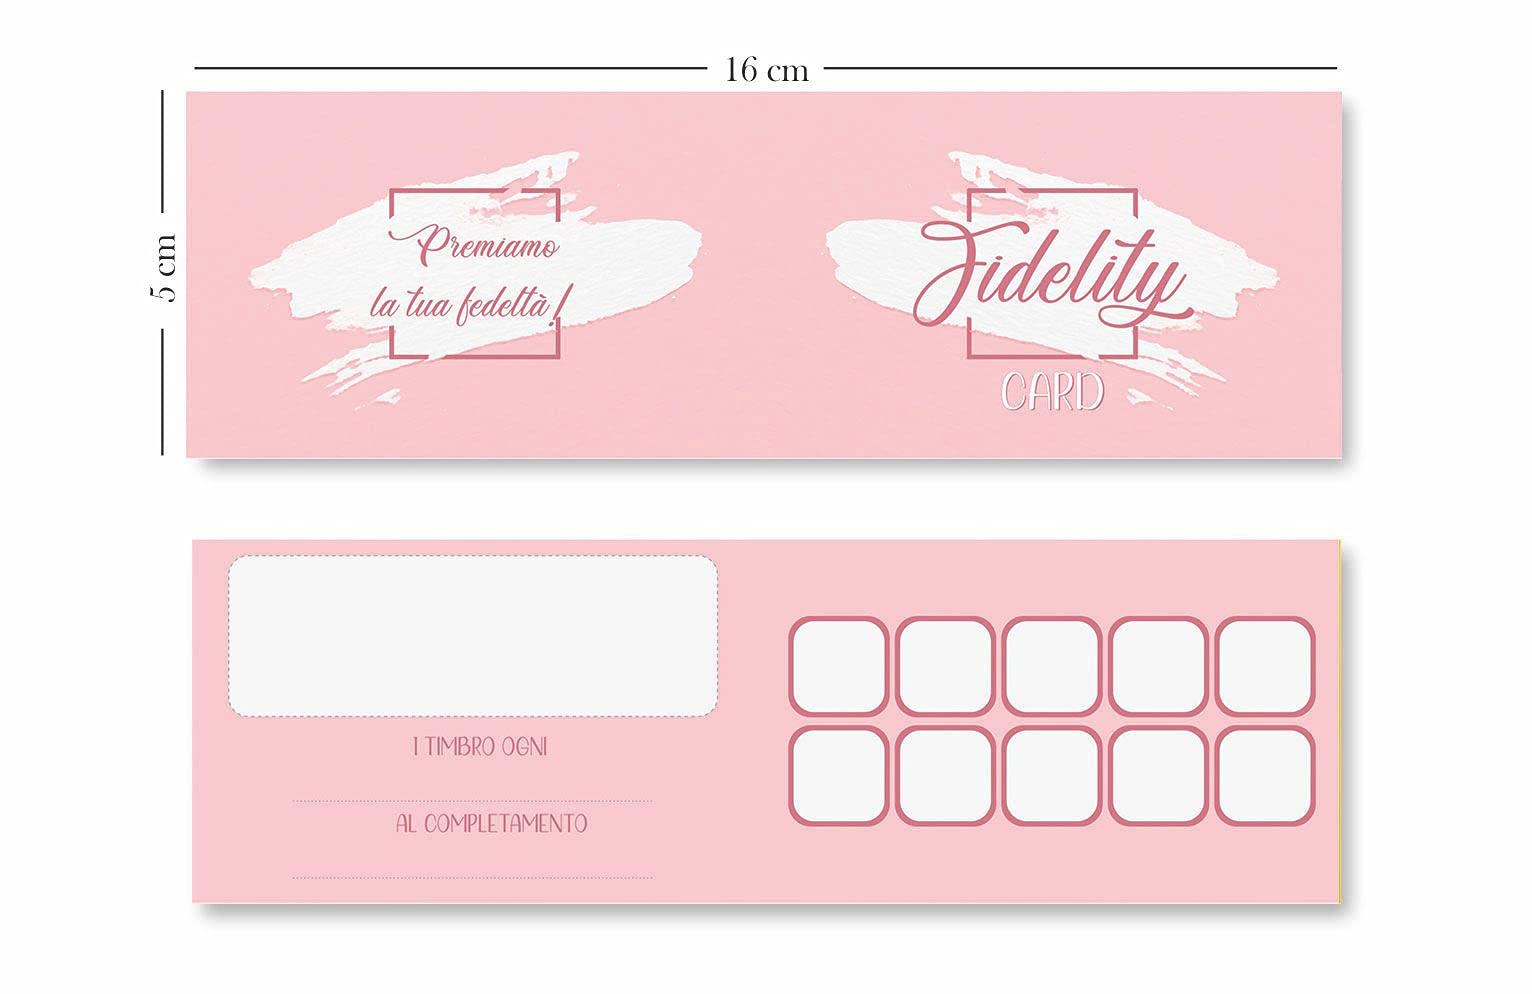 16 cm
5 cm
Premiamo
la tua fedeltà!
Fidelity
CARD
1 TIMBRO OGNI
AL COMPLETAMENTO